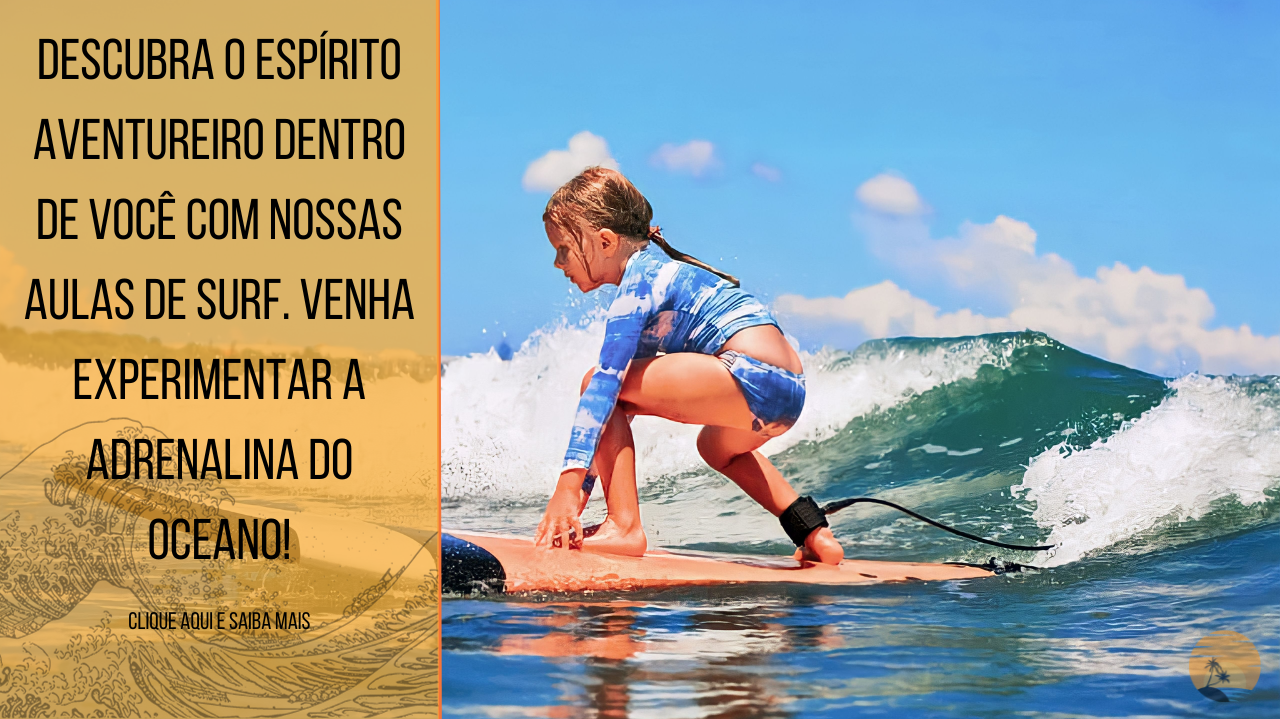 DESCUBRA O ESPÍRITO
AVENTUREIRO DENTRO
DE VOCÊ COM NOSSAS
AULAS DE SURF. VENHA
EXPERIMENTAR A
ADRENALINA DO
OCEANO!
CLIQUE AQUI E SAIBA MAIS